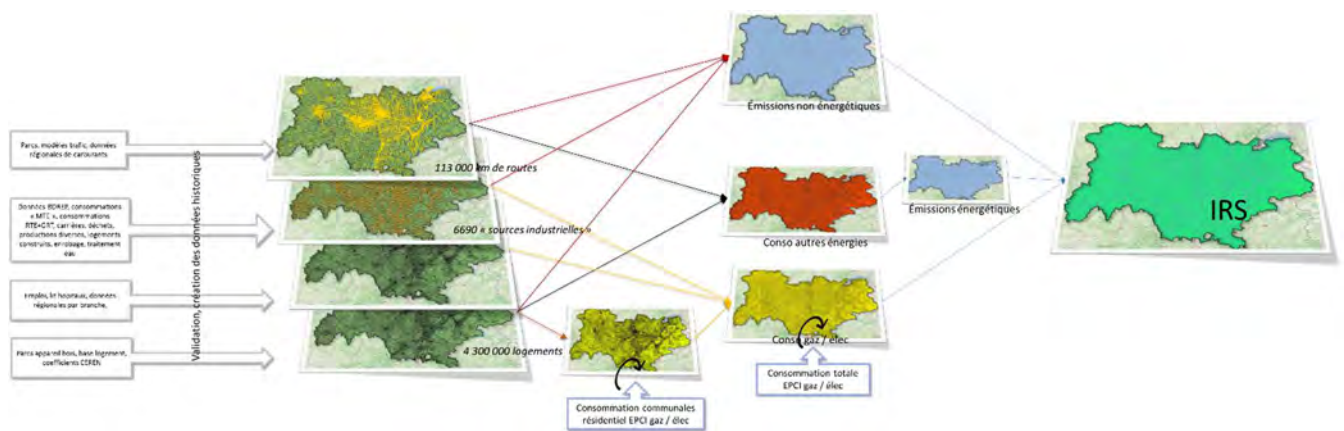 Parcs, modèles trafic, données
régionales de carburants
Données IREP, consommations
« MTE », consommations
RTE+GRT, carrières, déchets,
productions diverses, logements
construits, enrobage, traitement
eau
Emplois, lit hopitaux, données
régionales par branche,
Parcs appareil bois, base logement,
coefficients CEREN
Validation, création des données historiques
113 000 km de routes
6690 « sources industrielles »
4 300 000 logements
Consommation communales
résidentiel EPCI gaz / élec
Émissions non énergétiques
Conso autres énergies
Conso gaz / élec
Consommation totale
EPCI gaz / élec
Émissions énergétiques
IRS